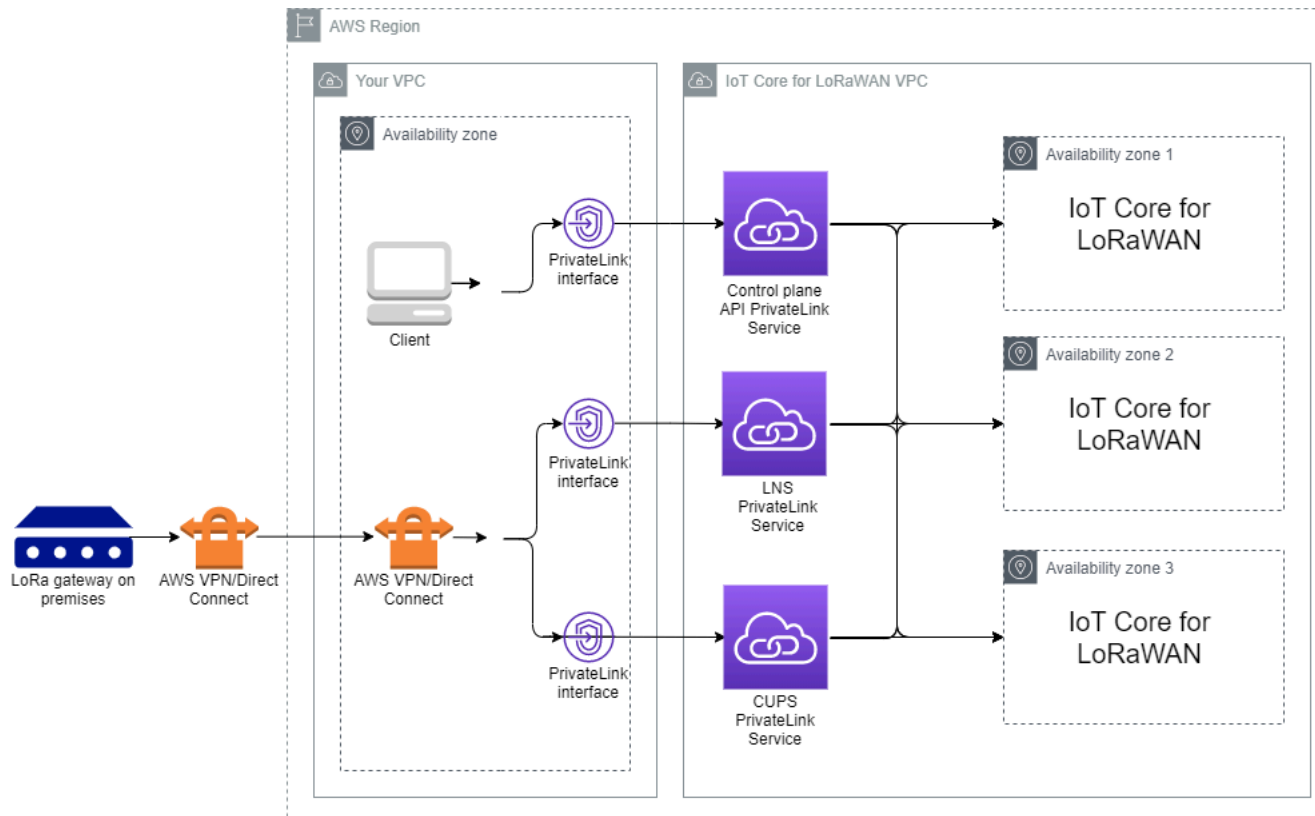 AWS Region
Your VPC
IoT Core for LoRaWAN VPC
Availability zone
Availability zone 1
IoT Core for
LoRaWAN
PrivateLink
interface
Control plane
API PrivateLink
Service
Client
Availability zone 2
IoT Core for
LoRaWAN
PrivateLink
interface
LNS
PrivateLink
Service
LoRa gateway on
premises
AWS VPN/Direct
Connect
AWS VPN/Direct
Connect
Availability zone 3
IoT Core for
LoRaWAN
PrivateLink
interface
CUPS
PrivateLink
Service